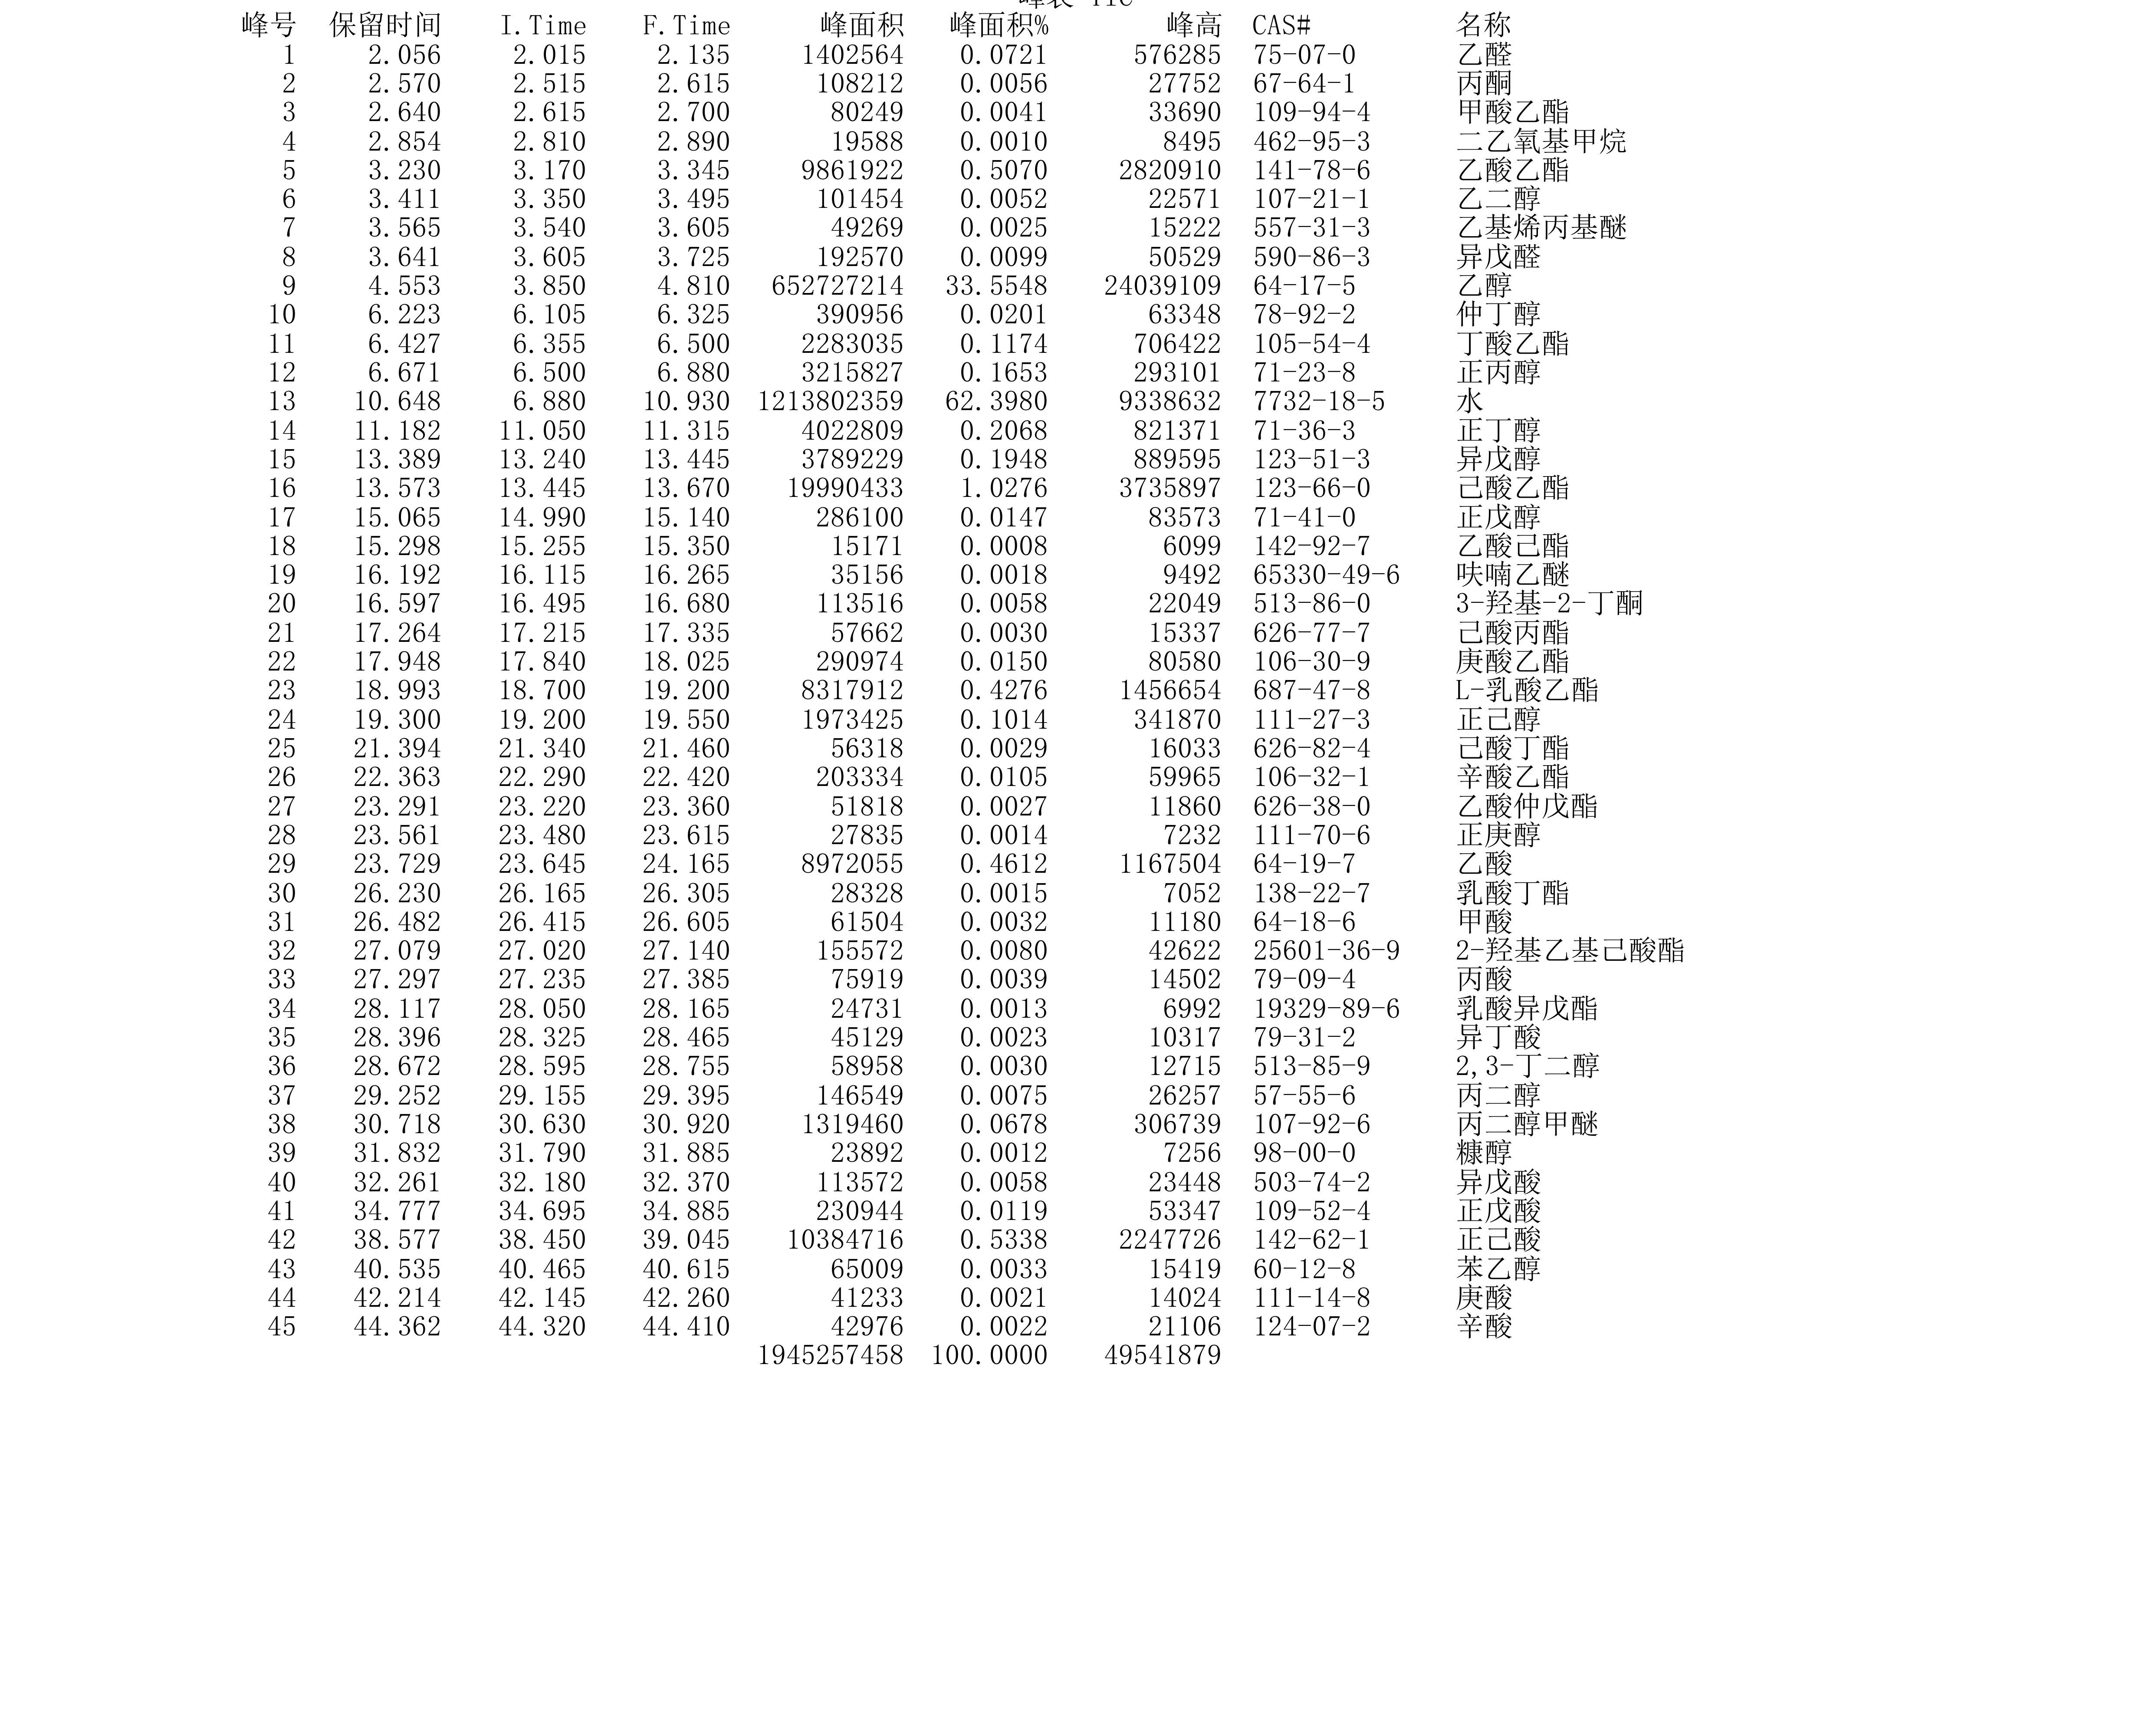 峰号 保留时间 I.Time F.Time 峰面积 峰面积% 峰高 CAS# 名称
1 2.056 2.015 2.135 1402564 0.0721 576285 75-07-0 乙醛
2 2.570 2.515 2.615 108212 0.0056 27752 67-64-1 丙酮
3 2.640 2.615 2.700 80249 0.0041 33690 109-94-4 甲酸乙酯
4 2.854 2.810 2.890 19588 0.0010 8495 462-95-3 二乙氧基甲烷
5 3.230 3.170 3.345 9861922 0.5070 2820910 141-78-6 乙酸乙酯
6 3.411 3.350 3.495 101454 0.0052 22571 107-21-1 乙二醇
7 3.565 3.540 3.605 49269 0.0025 15222 557-31-3 乙基烯丙基醚
8 3.641 3.605 3.725 192570 0.0099 50529 590-86-3 异戊醛
9 4.553 3.850 4.810 652727214 33.5548 24039109 64-17-5 乙醇
10 6.223 6.105 6.325 390956 0.0201 63348 78-92-2 仲丁醇
11 6.427 6.355 6.500 2283035 0.1174 706422 105-54-4 丁酸乙酯
12 6.671 6.500 6.880 3215827 0.1653 293101 71-23-8 正丙醇
13 10.648 6.880 10.930 1213802359 62.3980 9338632 7732-18-5 水
14 11.182 11.050 11.315 4022809 0.2068 821371 71-36-3 正丁醇
15 13.389 13.240 13.445 3789229 0.1948 889595 123-51-3 异戊醇
16 13.573 13.445 13.670 19990433 1.0276 3735897 123-66-0 己酸乙酯
17 15.065 14.990 15.140 286100 0.0147 83573 71-41-0 正戊醇
18 15.298 15.255 15.350 15171 0.0008 6099 142-92-7 乙酸己酯
19 16.192 16.115 16.265 35156 0.0018 9492 65330-49-6 呋喃乙醚
20 16.597 16.495 16.680 113516 0.0058 22049 513-86-0 3-羟基-2-丁酮
21 17.264 17.215 17.335 57662 0.0030 15337 626-77-7 己酸丙酯
22 17.948 17.840 18.025 290974 0.0150 80580 106-30-9 庚酸乙酯
23 18.993 18.700 19.200 8317912 0.4276 1456654 687-47-8 L-乳酸乙酯
24 19.300 19.200 19.550 1973425 0.1014 341870 111-27-3 正己醇
25 21.394 21.340 21.460 56318 0.0029 16033 626-82-4 己酸丁酯
26 22.363 22.290 22.420 203334 0.0105 59965 106-32-1 辛酸乙酯
27 23.291 23.220 23.360 51818 0.0027 11860 626-38-0 乙酸仲戊酯
28 23.561 23.480 23.615 27835 0.0014 7232 111-70-6 正庚醇
29 23.729 23.645 24.165 8972055 0.4612 1167504 64-19-7 乙酸
30 26.230 26.165 26.305 28328 0.0015 7052 138-22-7 乳酸丁酯
31 26.482 26.415 26.605 61504 0.0032 11180 64-18-6 甲酸
32 27.079 27.020 27.140 155572 0.0080 42622 25601-36-9 2-羟基乙基己酸酯
33 27.297 27.235 27.385 75919 0.0039 14502 79-09-4 丙酸
34 28.117 28.050 28.165 24731 0.0013 6992 19329-89-6 乳酸异戊酯
35 28.396 28.325 28.465 45129 0.0023 10317 79-31-2 异丁酸
36 28.672 28.595 28.755 58958 0.0030 12715 513-85-9 2,3-丁二醇
37 29.252 29.155 29.395 146549 0.0075 26257 57-55-6 丙二醇
38 30.718 30.630 30.920 1319460 0.0678 306739 107-92-6 丙二醇甲醚
39 31.832 31.790 31.885 23892 0.0012 7256 98-00-0 糠醇
40 32.261 32.180 32.370 113572 0.0058 23448 503-74-2 异戊酸
41 34.777 34.695 34.885 230944 0.0119 53347 109-52-4 正戊酸
42 38.577 38.450 39.045 10384716 0.5338 2247726 142-62-1 正己酸
43 40.535 40.465 40.615 65009 0.0033 15419 60-12-8 苯乙醇
44 42.214 42.145 42.260 41233 0.0021 14024 111-14-8 庚酸
45 44.362 44.320 44.410 42976 0.0022 21106 124-07-2 辛酸
1945257458 100.0000 49541879